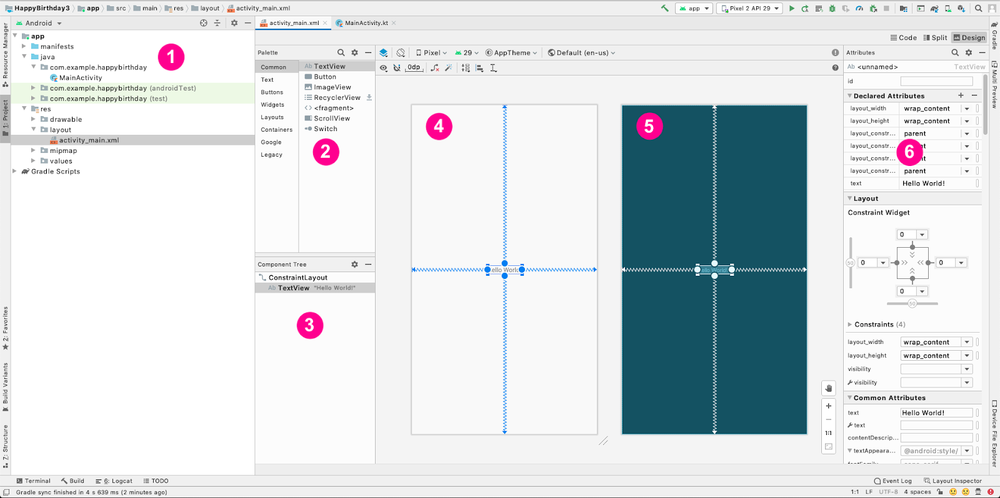 HappyBirthday3 app src main res layout activity_main.xml app Pixel 2 API 29
Android
activity_main.xml MainActivity.kt
Code Split Design
Resource Manager
1: Project
2: Favorites
Build Variants
Z: Structure
app
manifests
java
com.example.happybirthday
MainActivity
com.example.happybirthday (androidTest)
com.example.happybirthday (test)
res
drawable
layout
activity_main.xml
mipmap
values
Gradle Scripts
1
Palette
Common
Text
Buttons
Widgets
Layouts
Containers
Google
Legacy
Ab TextView
Button
ImageView
RecyclerView
<fragment>
ScrollView
Switch
2
Component Tree
ConstraintLayout
Ab TextView "Hello World!"
3
Pixel 29 AppTheme Default (en-us)
0dp
4
ello Worl
5
ello World!
1:1
Attributes
Ab <unnamed> TextView
id
Declared Attributes
layout_width wrap_content
layout_height wrap_content
layout_constr... parent
layout_constr... nt
layout_constr... nt
layout_constr... parent
text Hello World!
6
Layout
Constraint Widget
0
50 0 0
0
50
Constraints (4)
layout_width wrap_content
layout_height wrap_content
visibility
visibility
Common Attributes
text Hello World!
text
contentDescrip...
textAppeara... @android:style/
fontFamily sans-serif
Gradle
Multi Preview
Device File Explorer
Terminal Build 6: Logcat TODO Event Log Layout Inspector
Gradle sync finished in 4 s 639 ms (2 minutes ago) 1:1 LF UTF-8 4 spaces